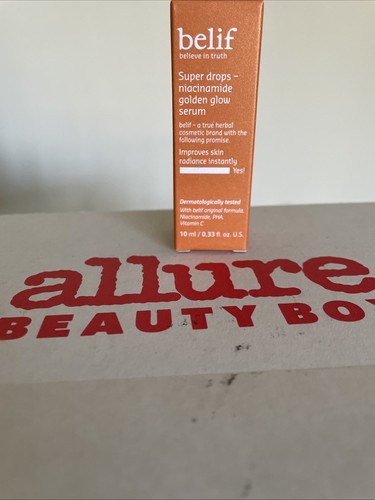 belif
believe in truth
Super drops –
niacinamide
golden glow
serum
belif – a true herbal
cosmetic brand with the
following promise.
Improves skin
radiance instantly
Yes!
Dermatologically tested
With belif original formula,
Niacinamide, PHA,
Vitamin C
10 ml / 0.33 fl. oz. U.S.
allure
BEAUTY BO